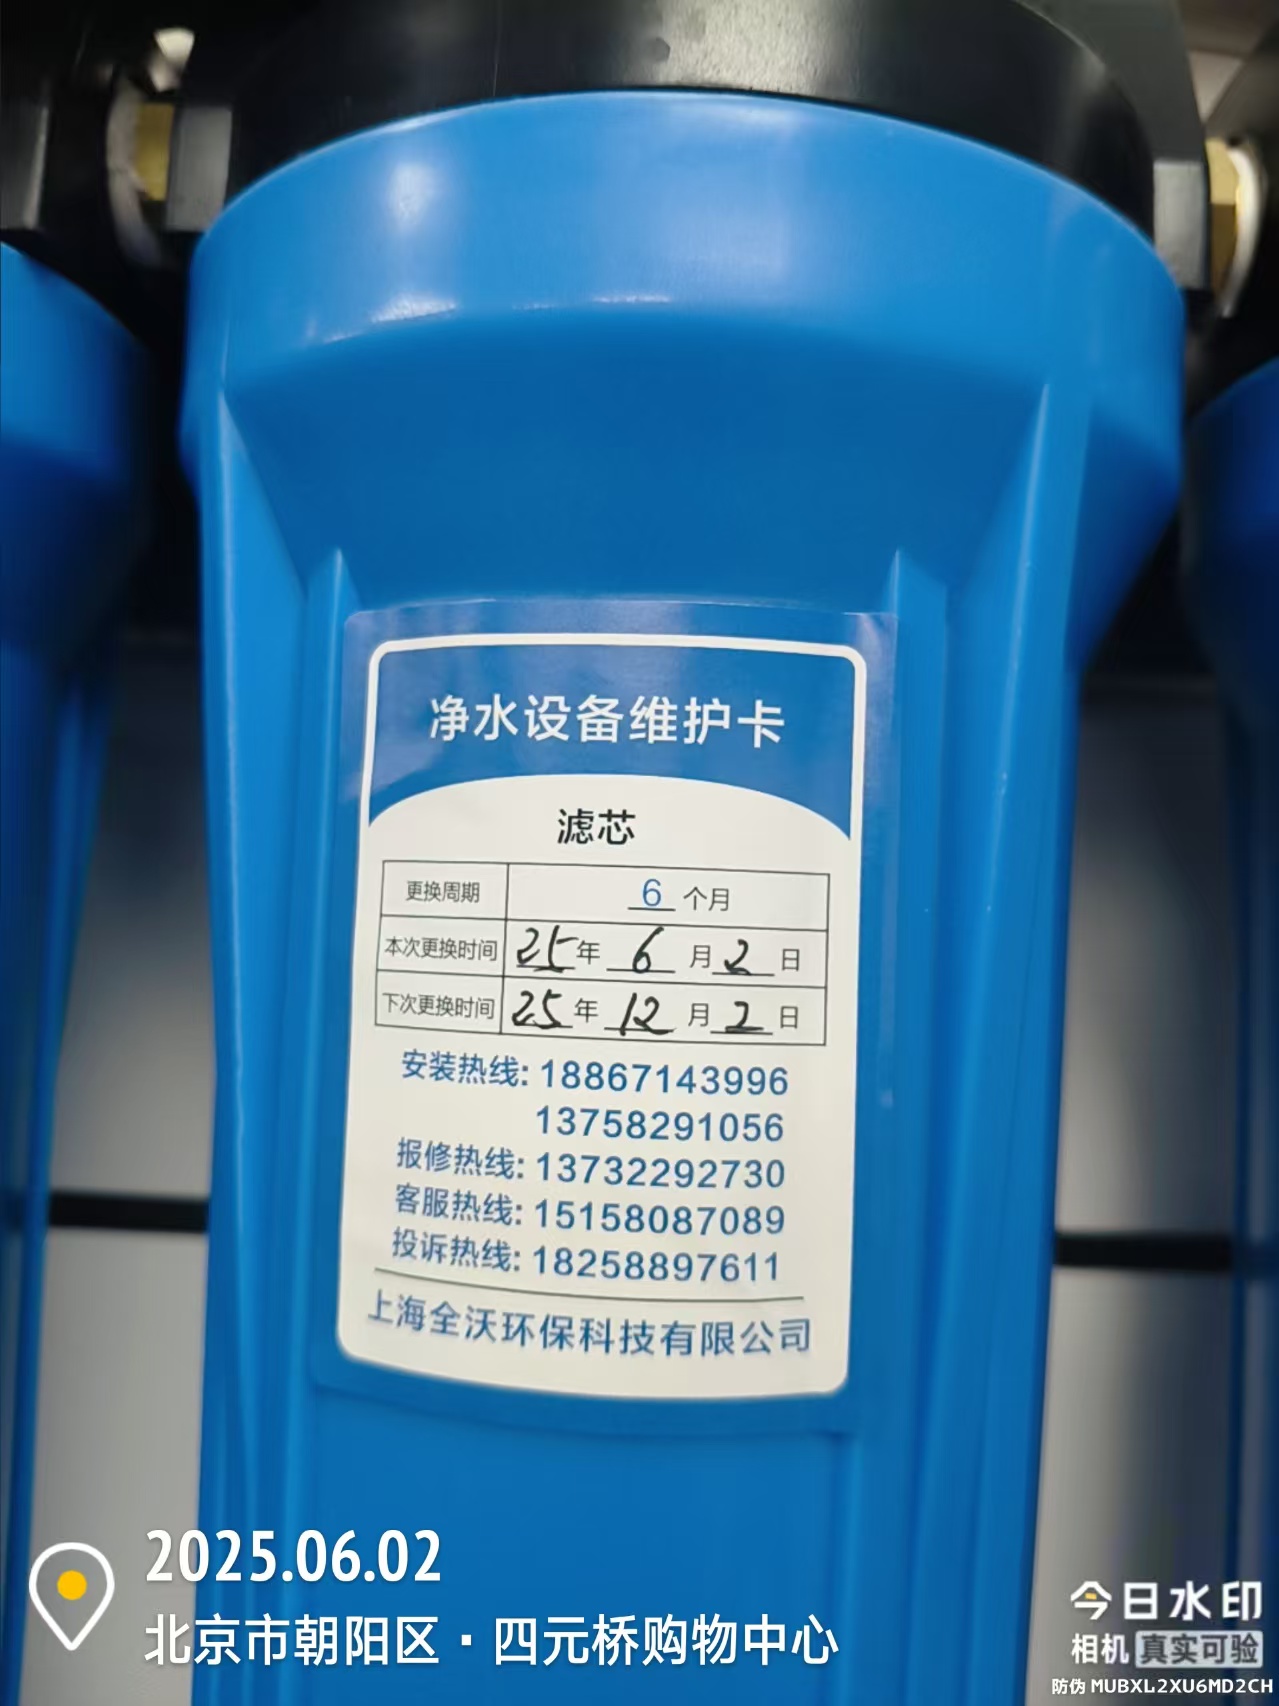 净水设备维护卡
滤芯
更换周期 6 个月
本次更换时间 25年 6 月 2 日
下次更换时间 25年 12 月 2 日
安装热线: 18867143996
13758291056
报修热线: 13732292730
客服热线: 15158087089
投诉热线: 18258897611
上海全沃环保科技有限公司
2025.06.02
北京市朝阳区·四元桥购物中心
今日水印
相机 真实可验
防伪 MUBXL2XU6MD2CH